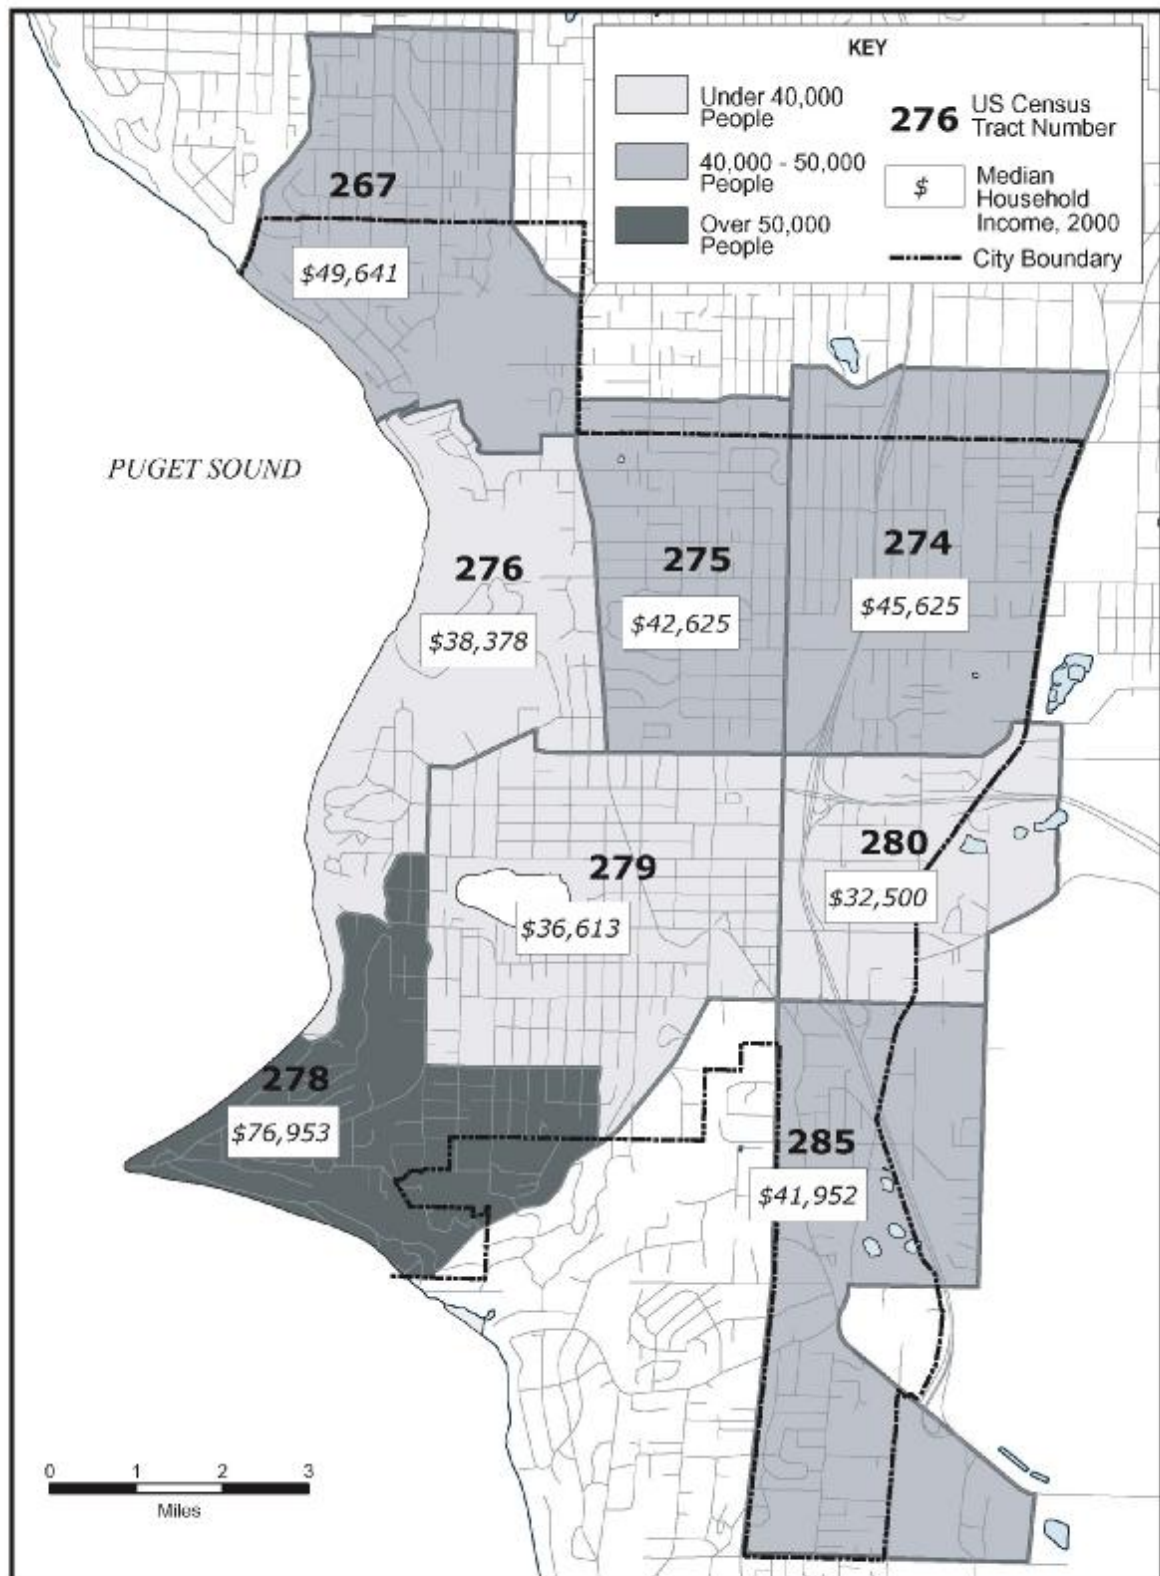 KEY
Under 40,000
People
40,000 - 50,000
People
Over 50,000
People
276 US Census
Tract Number
$ Median
Household
Income, 2000
City Boundary
267
$49,641
PUGET SOUND
276
$38,378
275
$42,625
274
$45,625
279
$36,613
280
$32,500
278
$76,953
285
$41,952
0 1 2 3
Miles